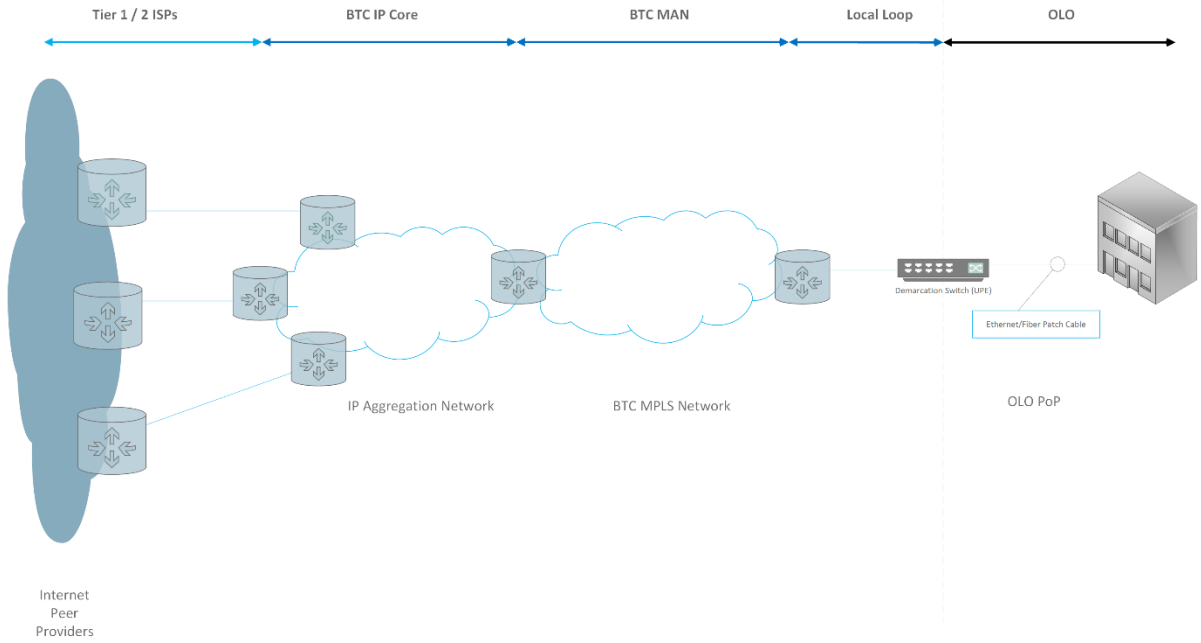 Tier 1 / 2 ISPs
BTC IP Core
BTC MAN
Local Loop
OLO
Demarcation Switch (UPE)
Ethernet/Fiber Patch Cable
IP Aggregation Network
BTC MPLS Network
OLO PoP
Internet
Peer
Providers